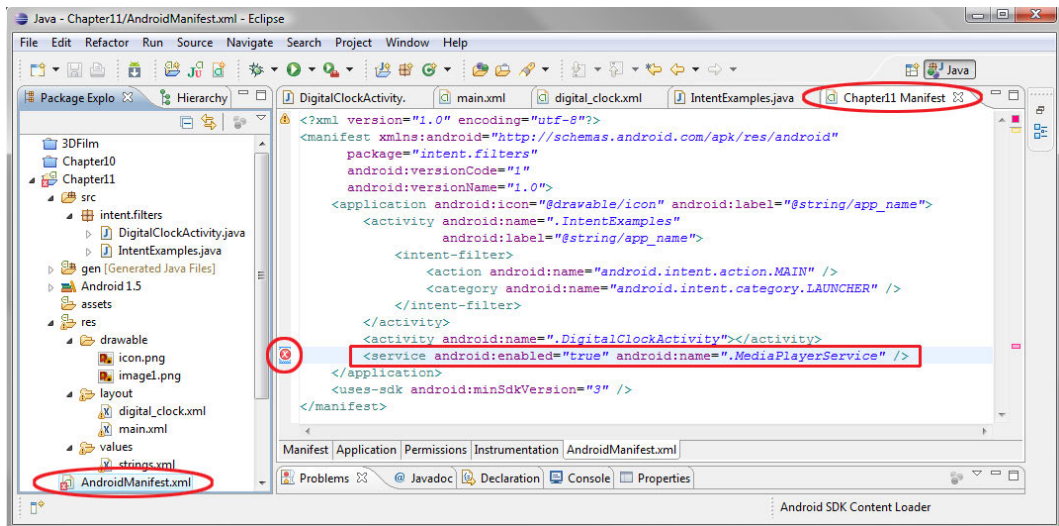 Java - Chapter11/AndroidManifest.xml - Eclipse
File Edit Refactor Run Source Navigate Search Project Window Help
Java
Package Explo Hierarchy
DigitalClockActivity. main.xml digital_clock.xml IntentExamples.java Chapter11 Manifest
3DFilm
Chapter10
Chapter11
src
intent.filters
DigitalClockActivity.java
IntentExamples.java
gen [Generated Java Files]
Android 1.5
assets
res
drawable
icon.png
image1.png
layout
digital_clock.xml
main.xml
values
strings.xml
AndroidManifest.xml
<?xml version="1.0" encoding="utf-8"?>
<manifest xmlns:android="http://schemas.android.com/apk/res/android"
package="intent.filters"
android:versionCode="1"
android:versionName="1.0">
<application android:icon="@drawable/icon" android:label="@string/app_name">
<activity android:name=".IntentExamples"
android:label="@string/app_name">
<intent-filter>
<action android:name="android.intent.action.MAIN" />
<category android:name="android.intent.category.LAUNCHER" />
</intent-filter>
</activity>
<activity android:name=".DigitalClockActivity"></activity>
<service android:enabled="true" android:name=".MediaPlayerService" />
</application>
<uses-sdk android:minSdkVersion="3" />
</manifest>
Manifest Application Permissions Instrumentation AndroidManifest.xml
Problems @ Javadoc Declaration Console Properties
Android SDK Content Loader